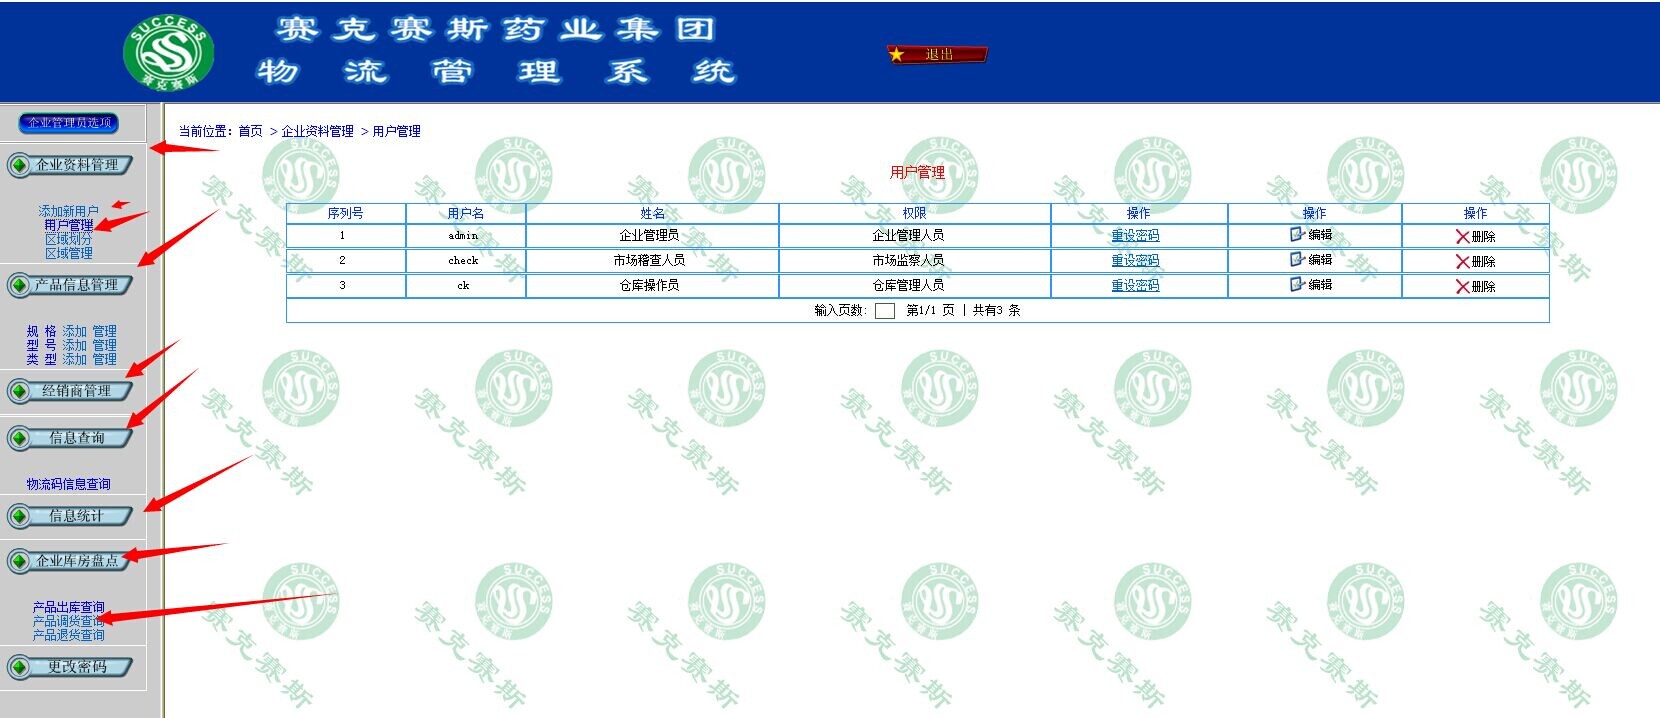 赛克赛斯药业集团
物流管理系统
SUCCESS
赛克赛斯
退出
企业管理员选项
企业资料管理
添加新用户
用户管理
区域划分
区域管理
产品信息管理
规 格 添加 管理
型 号 添加 管理
类 型 添加 管理
经销商管理
信息查询
物流码信息查询
信息统计
企业库房盘点
产品出库查询
产品调货查询
产品退货查询
更改密码
当前位置：首页 > 企业资料管理 > 用户管理
用户管理
序列号 用户名 姓名 权限 操作 操作 操作
1 admin 企业管理员 企业管理人员 重设密码 编辑 删除
2 check 市场稽查人员 市场监察人员 重设密码 编辑 删除
3 ck 仓库操作员 仓库管理人员 重设密码 编辑 删除
输入页数: 第1/1 页 | 共有3 条